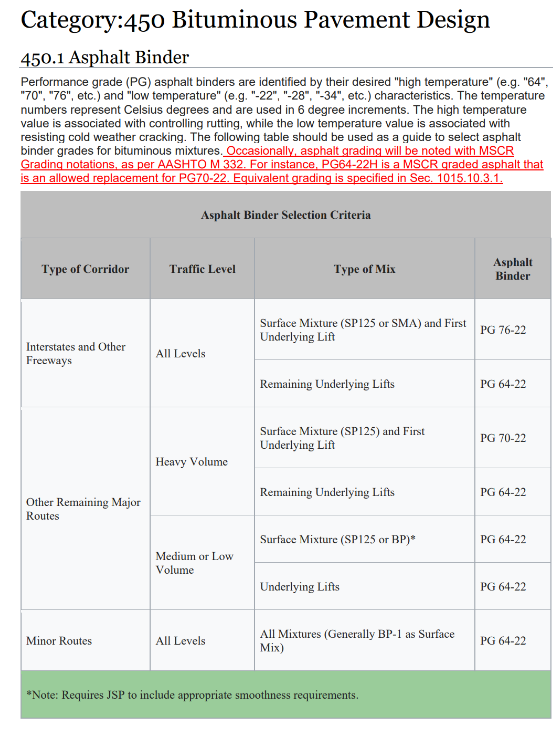 Category:450 Bituminous Pavement Design
450.1 Asphalt Binder
Performance grade (PG) asphalt binders are identified by their desired "high temperature" (e.g. "64",
"70", "76", etc.) and "low temperature" (e.g. "-22", "-28", "-34", etc.) characteristics. The temperature
numbers represent Celsius degrees and are used in 6 degree increments. The high temperature
value is associated with controlling rutting, while the low temperature value is associated with
resisting cold weather cracking. The following table should be used as a guide to select asphalt
binder grades for bituminous mixtures. Occasionally, asphalt grading will be noted with MSCR
Grading notations, as per AASHTO M 332. For instance, PG64-22H is a MSCR graded asphalt that
is an allowed replacement for PG70-22. Equivalent grading is specified in Sec. 1015.10.3.1.
Asphalt Binder Selection Criteria
Type of Corridor
Traffic Level
Type of Mix
Asphalt
Binder
Interstates and Other
Freeways
All Levels
Surface Mixture (SP125 or SMA) and First
Underlying Lift
PG 76-22
Remaining Underlying Lifts
PG 64-22
Other Remaining Major
Routes
Heavy Volume
Surface Mixture (SP125) and First
Underlying Lift
PG 70-22
Remaining Underlying Lifts
PG 64-22
Medium or Low
Volume
Surface Mixture (SP125 or BP)*
PG 64-22
Underlying Lifts
PG 64-22
Minor Routes
All Levels
All Mixtures (Generally BP-1 as Surface
Mix)
PG 64-22
*Note: Requires JSP to include appropriate smoothness requirements.